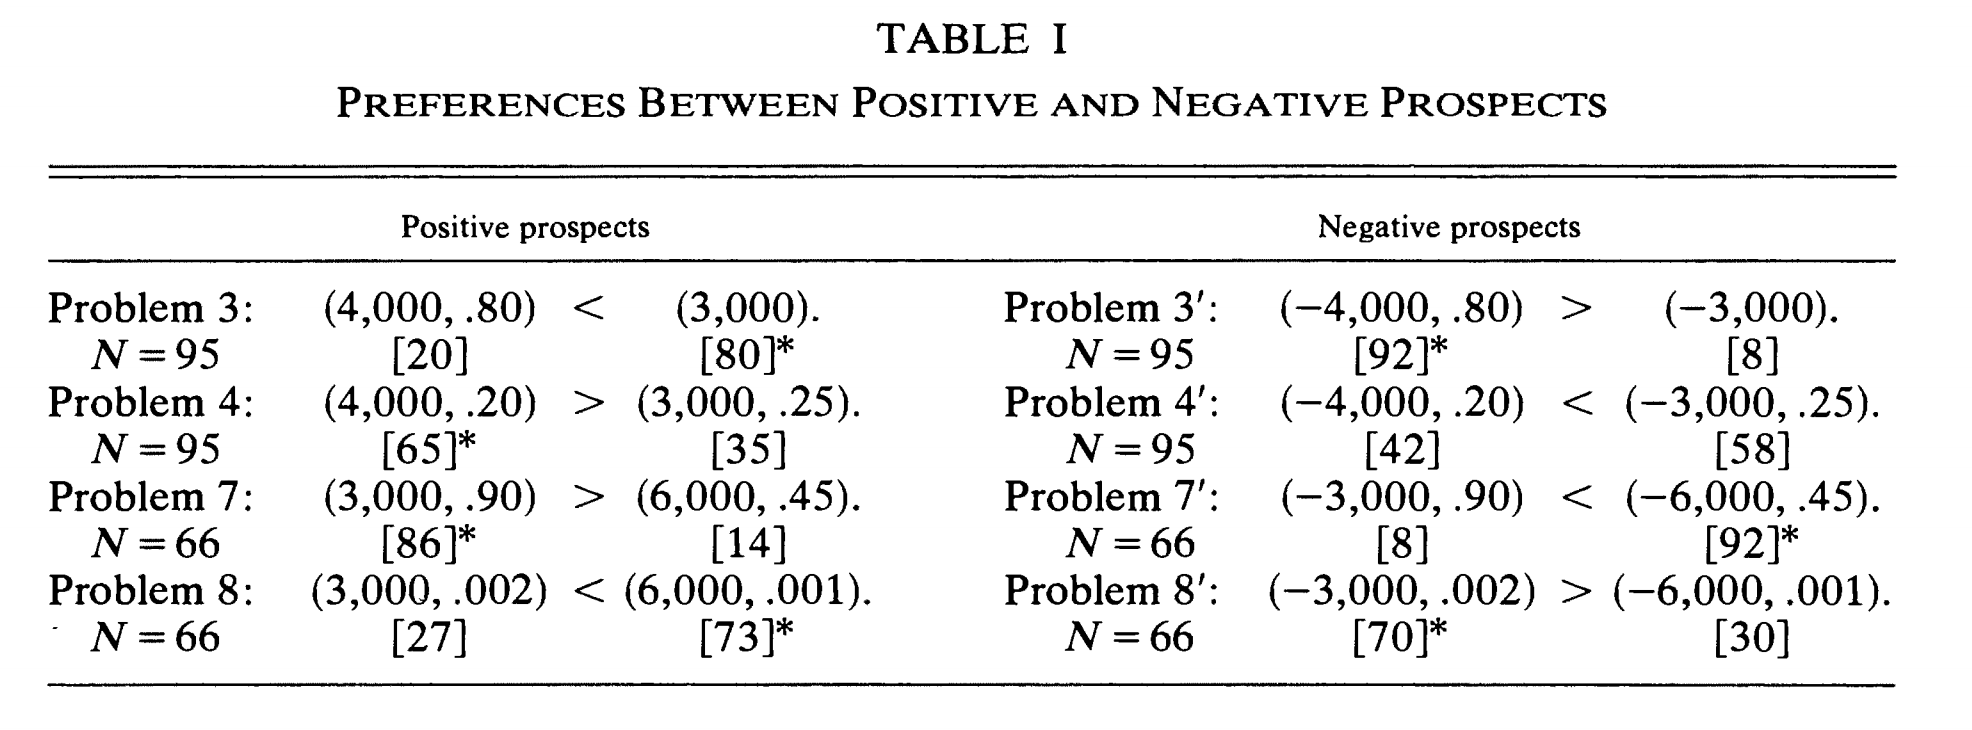 TABLE I
PREFERENCES BETWEEN POSITIVE AND NEGATIVE PROSPECTS
Positive prospects Negative prospects
Problem 3: (4,000, .80) < (3,000). Problem 3′: (−4,000, .80) > (−3,000).
N = 95 [20] [80]* N = 95 [92]* [8]
Problem 4: (4,000, .20) > (3,000, .25). Problem 4′: (−4,000, .20) < (−3,000, .25).
N = 95 [65]* [35] N = 95 [42] [58]
Problem 7: (3,000, .90) > (6,000, .45). Problem 7′: (−3,000, .90) < (−6,000, .45).
N = 66 [86]* [14] N = 66 [8] [92]*
Problem 8: (3,000, .002) < (6,000, .001). Problem 8′: (−3,000, .002) > (−6,000, .001).
N = 66 [27] [73]* N = 66 [70]* [30]